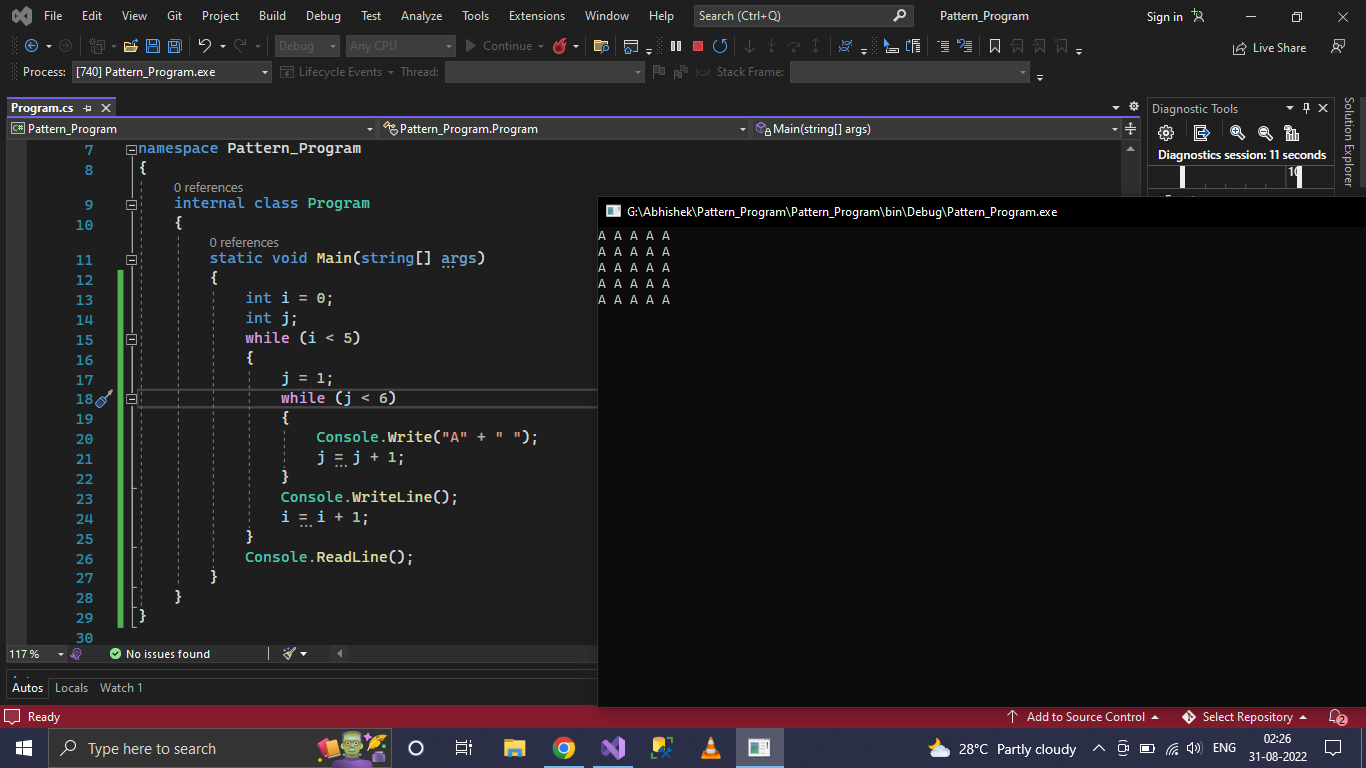 File Edit View Git Project Build Debug Test Analyze Tools Extensions Window Help Search (Ctrl+Q) Pattern_Program Sign in
Debug Any CPU Continue Live Share
Process: [740] Pattern_Program.exe Lifecycle Events Thread: Stack Frame:
Program.cs
Pattern_Program Pattern_Program.Program Main(string[] args)
Diagnostic Tools
Diagnostics session: 11 seconds
10
Solution Explorer
7 namespace Pattern_Program
8 {
0 references
9 internal class Program
10 {
0 references
11 static void Main(string[] args)
12 {
13 int i = 0;
14 int j;
15 while (i < 5)
16 {
17 j = 1;
18 while (j < 6)
19 {
20 Console.Write("A" + " ");
21 j = j + 1;
22 }
23 Console.WriteLine();
24 i = i + 1;
25 }
26 Console.ReadLine();
27 }
28 }
29 }
30
G:\Abhishek\Pattern_Program\Pattern_Program\bin\Debug\Pattern_Program.exe
A A A A A
A A A A A
A A A A A
A A A A A
A A A A A
117 % No issues found
Autos Locals Watch 1
Ready Add to Source Control Select Repository 2
Type here to search 28°C Partly cloudy ENG 02:26
31-08-2022